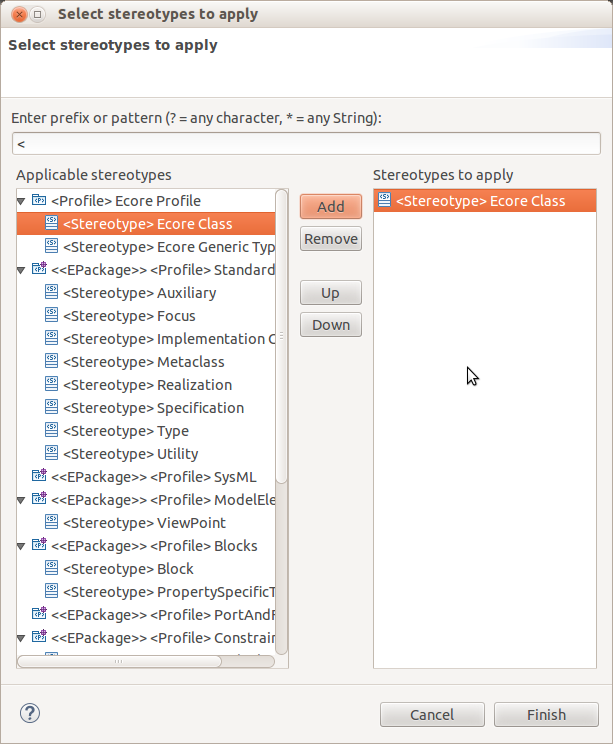 Select stereotypes to apply
Select stereotypes to apply
Enter prefix or pattern (? = any character, * = any String):
<
Applicable stereotypes
<Profile> Ecore Profile
<Stereotype> Ecore Class
<Stereotype> Ecore Generic Typ
<<EPackage>> <Profile> Standard
<Stereotype> Auxiliary
<Stereotype> Focus
<Stereotype> Implementation C
<Stereotype> Metaclass
<Stereotype> Realization
<Stereotype> Specification
<Stereotype> Type
<Stereotype> Utility
<<EPackage>> <Profile> SysML
<<EPackage>> <Profile> ModelEle
<Stereotype> ViewPoint
<<EPackage>> <Profile> Blocks
<Stereotype> Block
<Stereotype> PropertySpecificT
<<EPackage>> <Profile> PortAndF
<<EPackage>> <Profile> Constrain
Add
Remove
Up
Down
Stereotypes to apply
<Stereotype> Ecore Class
?
Cancel
Finish